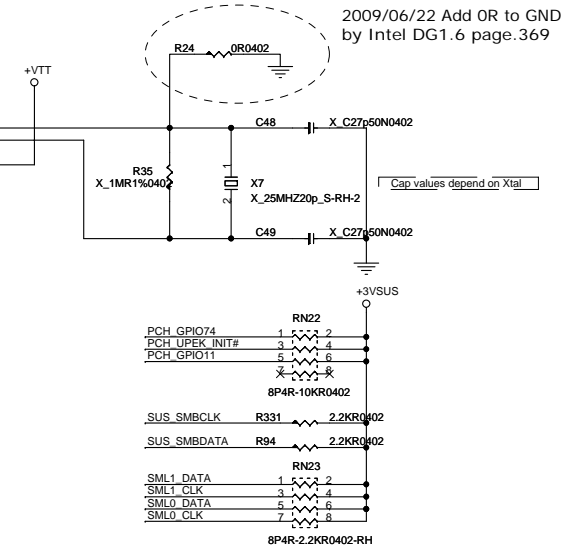 2009/06/22 Add 0R to GND
by Intel DG1.6 page.369
R24 0R0402
+VTT
C48 X_C27p50N0402
R35
X_1MR1%0402
1
2
X7
X_25MHZ20p_S-RH-2
Cap values depend on Xtal
C49 X_C27p50N0402
+3VSUS
RN22
PCH_GPIO74 1 2
PCH_UPEK_INIT# 3 4
PCH_GPIO11 5 6
7 8
8P4R-10KR0402
SUS_SMBCLK R331 2.2KR0402
SUS_SMBDATA R94 2.2KR0402
RN23
SML1_DATA 1 2
SML1_CLK 3 4
SML0_DATA 5 6
SML0_CLK 7 8
8P4R-2.2KR0402-RH